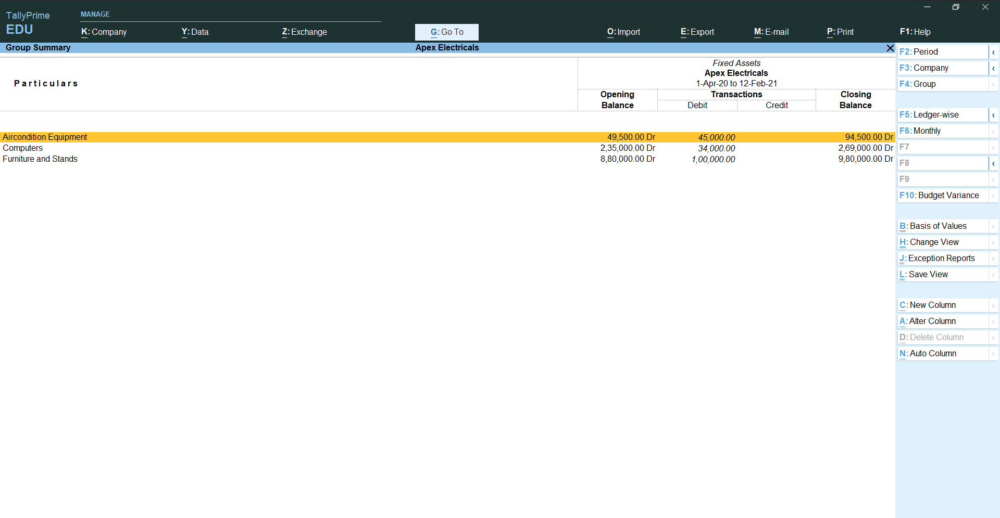 TallyPrime
EDU
MANAGE
K: Company
Y: Data
Z: Exchange
G: Go To
O: Import
E: Export
M: E-mail
P: Print
F1: Help
Group Summary
Apex Electricals
Particulars
Fixed Assets
Apex Electricals
1-Apr-20 to 12-Feb-21
Opening Balance
Transactions
Debit
Credit
Closing Balance
Aircondition Equipment 49,500.00 Dr 45,000.00 94,500.00 Dr
Computers 2,35,000.00 Dr 34,000.00 2,69,000.00 Dr
Furniture and Stands 8,80,000.00 Dr 1,00,000.00 9,80,000.00 Dr
F2: Period
F3: Company
F4: Group
F5: Ledger-wise
F6: Monthly
F7
F8
F9
F10: Budget Variance
B: Basis of Values
H: Change View
J: Exception Reports
L: Save View
C: New Column
A: Alter Column
D: Delete Column
N: Auto Column